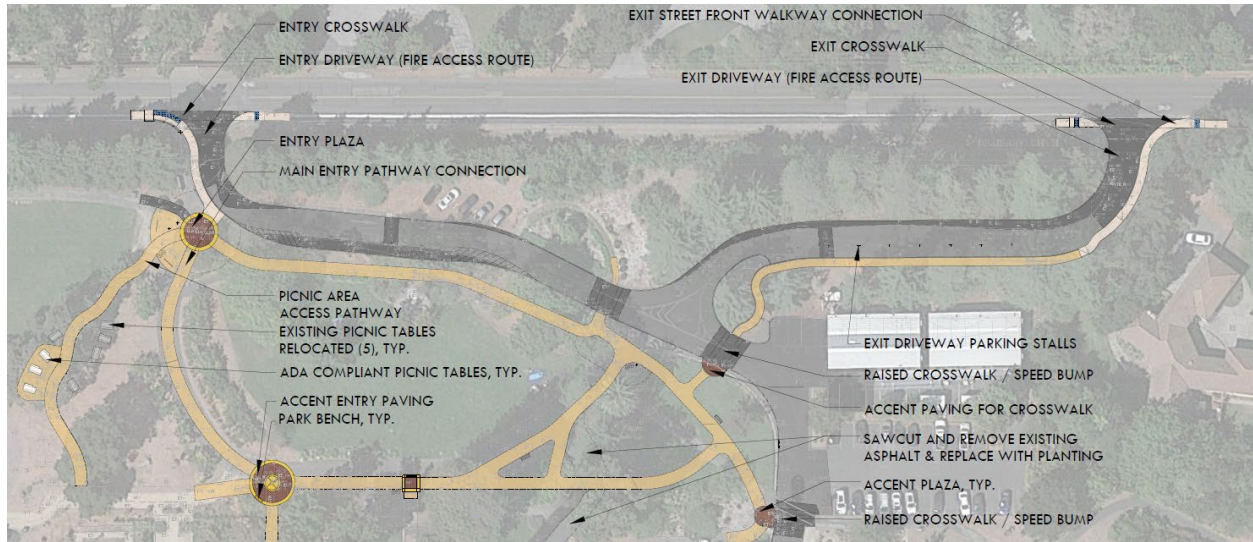 ENTRY CROSSWALK
ENTRY DRIVEWAY (FIRE ACCESS ROUTE)
ENTRY PLAZA
MAIN ENTRY PATHWAY CONNECTION
PICNIC AREA
ACCESS PATHWAY
EXISTING PICNIC TABLES
RELOCATED (5), TYP.
ADA COMPLIANT PICNIC TABLES, TYP.
ACCENT ENTRY PAVING
PARK BENCH, TYP.
EXIT STREET FRONT WALKWAY CONNECTION
EXIT CROSSWALK
EXIT DRIVEWAY (FIRE ACCESS ROUTE)
EXIT DRIVEWAY PARKING STALLS
RAISED CROSSWALK / SPEED BUMP
ACCENT PAVING FOR CROSSWALK
SAWCUT AND REMOVE EXISTING
ASPHALT & REPLACE WITH PLANTING
ACCENT PLAZA, TYP.
RAISED CROSSWALK / SPEED BUMP